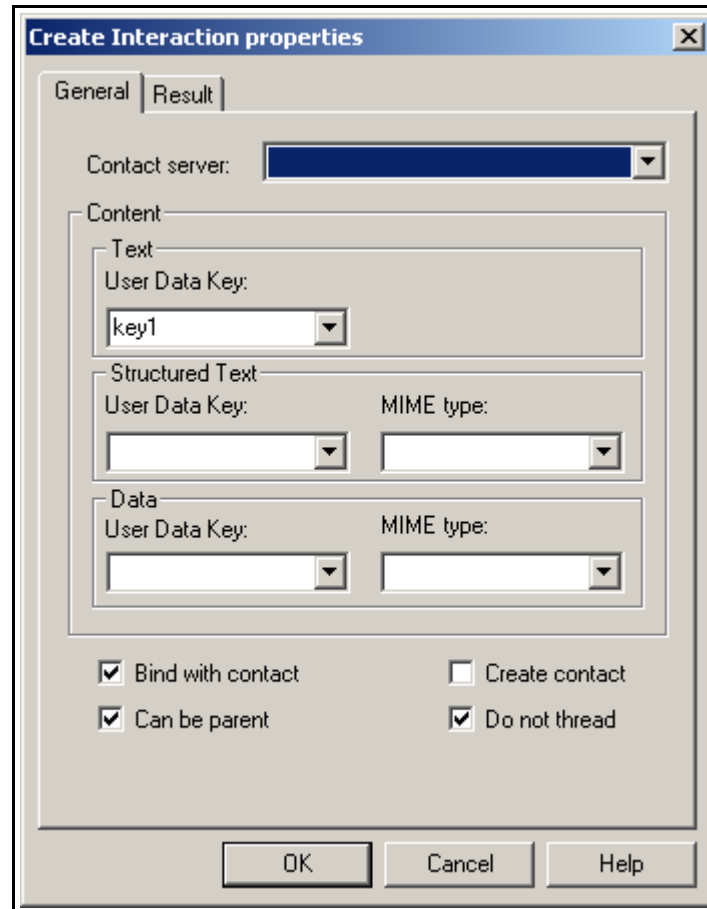 Create Interaction properties
General Result
Contact server:
Content
Text
User Data Key:
key1
Structured Text
User Data Key: MIME type:
Data
User Data Key: MIME type:
Bind with contact Create contact
Can be parent Do not thread
OK Cancel Help